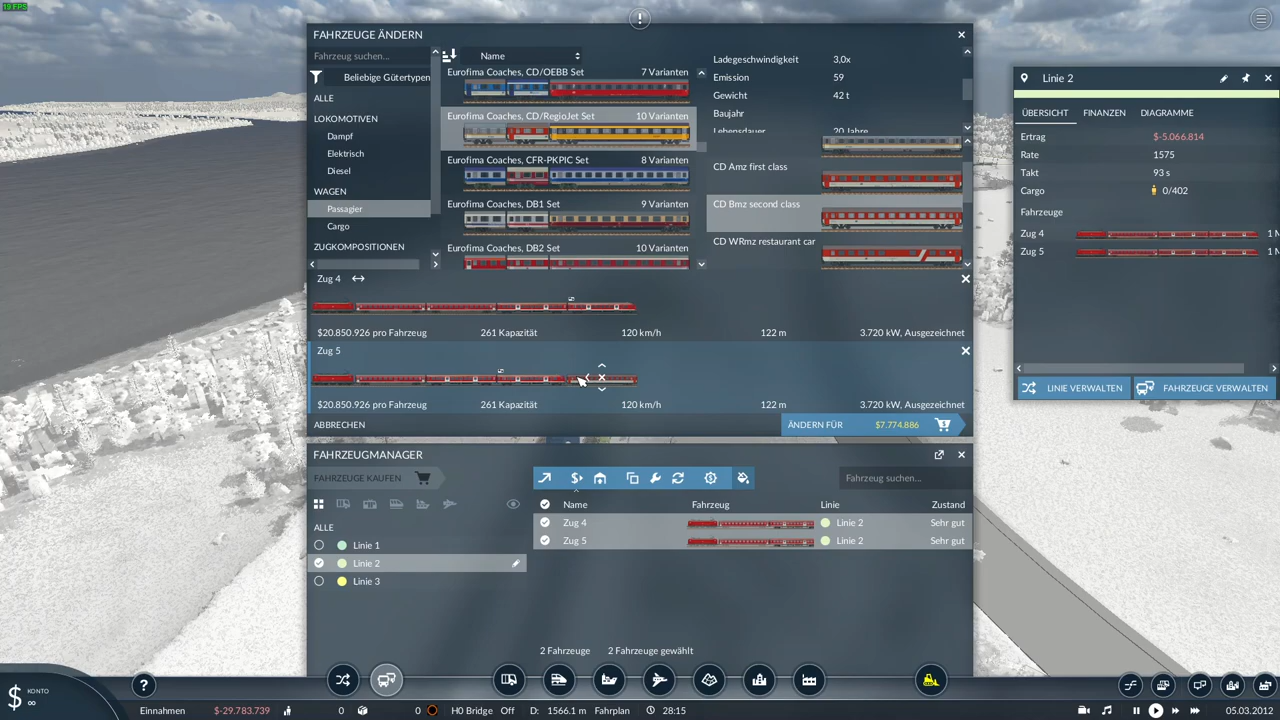 19 FPS
FAHRZEUGE ÄNDERN
Fahrzeug suchen...
Beliebige Gütertypen
ALLE
LOKOMOTIVEN
Dampf
Elektrisch
Diesel
WAGEN
Passagier
Cargo
ZUGKOMPOSITIONEN
Name
Eurofima Coaches, CD/OEBB Set 7 Varianten
Eurofima Coaches, CD/RegioJet Set 10 Varianten
Eurofima Coaches, CFR-PKPIC Set 8 Varianten
Eurofima Coaches, DB1 Set 9 Varianten
Eurofima Coaches, DB2 Set 10 Varianten
Ladegeschwindigkeit 3,0x
Emission 59
Gewicht 42 t
Baujahr
Lebensdauer 20 Jahre
CD Amz first class
CD Bmz second class
CD WRmz restaurant car
Zug 4
$20.850.926 pro Fahrzeug 261 Kapazität 120 km/h 122 m 3.720 kW, Ausgezeichnet
Zug 5
$20.850.926 pro Fahrzeug 261 Kapazität 120 km/h 122 m 3.720 kW, Ausgezeichnet
ABBRECHEN
ÄNDERN FÜR $7.774.886
Linie 2
ÜBERSICHT FINANZEN DIAGRAMME
Ertrag $-5.066.814
Rate 1575
Takt 93 s
Cargo 0/402
Fahrzeuge
Zug 4 1 M
Zug 5 1 M
LINIE VERWALTEN FAHRZEUGE VERWALTEN
FAHRZEUGMANAGER
FAHRZEUGE KAUFEN
Fahrzeug suchen...
ALLE
Linie 1
Linie 2
Linie 3
Name Fahrzeug Linie Zustand
Zug 4 Linie 2 Sehr gut
Zug 5 Linie 2 Sehr gut
2 Fahrzeuge 2 Fahrzeuge gewählt
KONTO
$ ∞
?
Einnahmen $-29.783.739 0 0 H0 Bridge Off D: 1566.1 m Fahrplan 28:15 05.03.2012